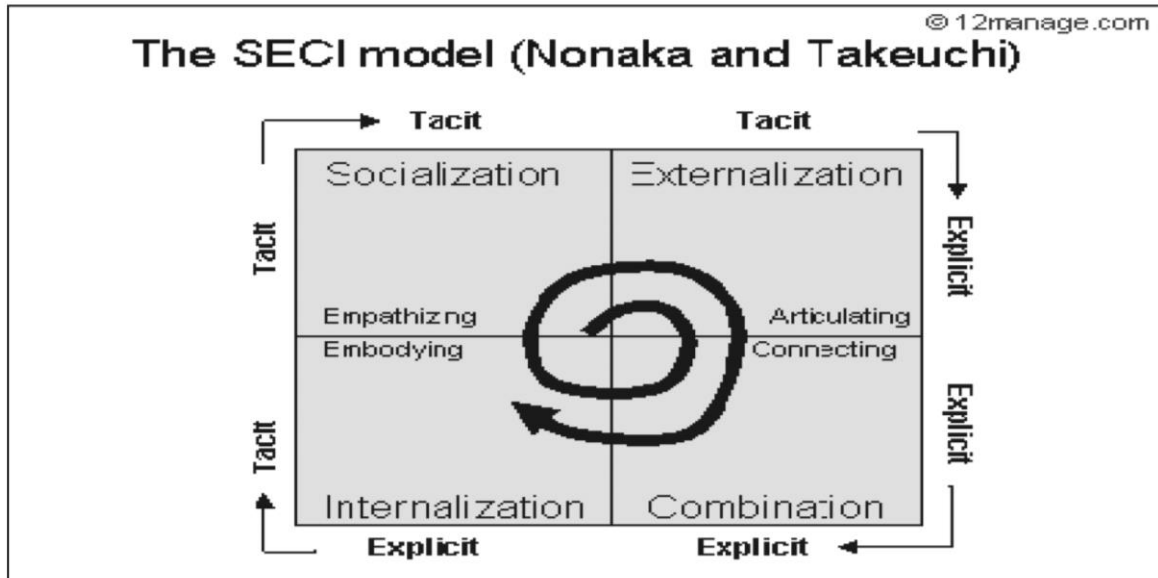 © 12manage.com
The SECI model (Nonaka and Takeuchi)
Tacit Tacit
Socialization Externalization
Tacit Explicit
Empathizing Articulating
Embodying Connecting
Tacit Explicit
Internalization Combination
Explicit Explicit